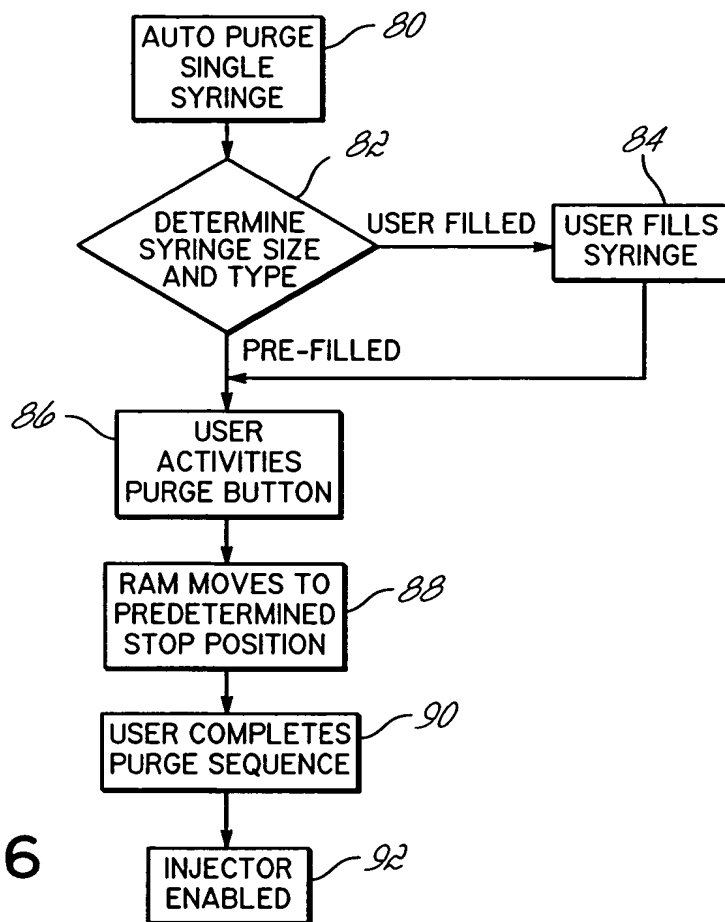 80
AUTO PURGE
SINGLE
SYRINGE
82
DETERMINE
SYRINGE SIZE
AND TYPE
USER FILLED
84
USER FILLS
SYRINGE
PRE-FILLED
86
USER
ACTIVITIES
PURGE BUTTON
88
RAM MOVES TO
PREDETERMINED
STOP POSITION
90
USER COMPLETES
PURGE SEQUENCE
92
INJECTOR
ENABLED
6